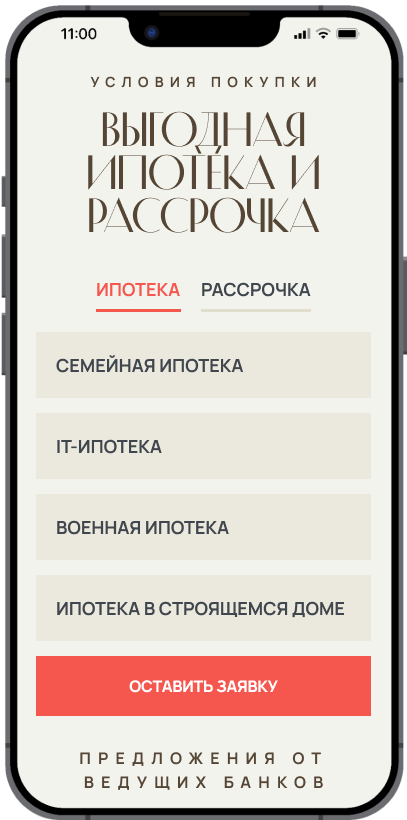 11:00
УСЛОВИЯ ПОКУПКИ
ВЫГОДНАЯ
ИПОТЕКА И
РАССРОЧКА
ИПОТЕКА РАССРОЧКА
СЕМЕЙНАЯ ИПОТЕКА
IT-ИПОТЕКА
ВОЕННАЯ ИПОТЕКА
ИПОТЕКА В СТРОЯЩЕМСЯ ДОМЕ
ОСТАВИТЬ ЗАЯВКУ
ПРЕДЛОЖЕНИЯ ОТ
ВЕДУЩИХ БАНКОВ